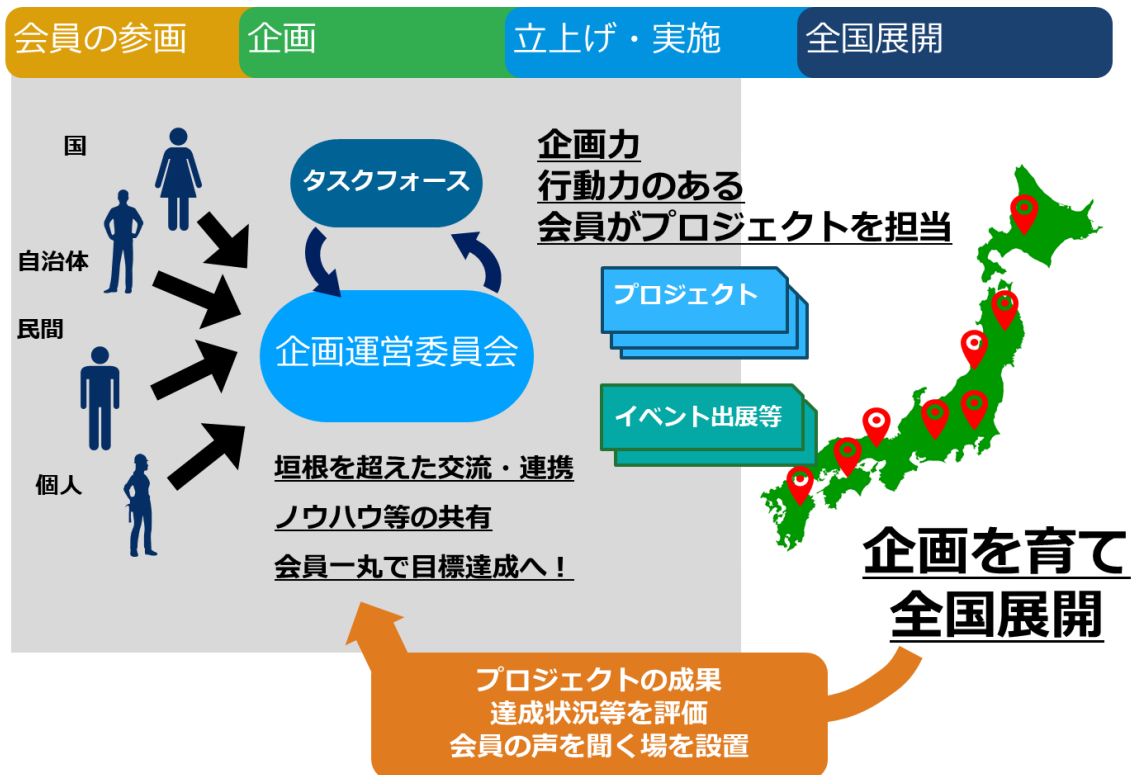 会員の参画
企画
立上げ・実施
全国展開
国
自治体
民間
個人
タスクフォース
企画運営委員会
垣根を超えた交流・連携
ノウハウ等の共有
会員一丸で目標達成へ！
企画力
行動力のある
会員がプロジェクトを担当
プロジェクト
イベント出展等
企画を育て
全国展開
プロジェクトの成果
達成状況等を評価
会員の声を聞く場を設置